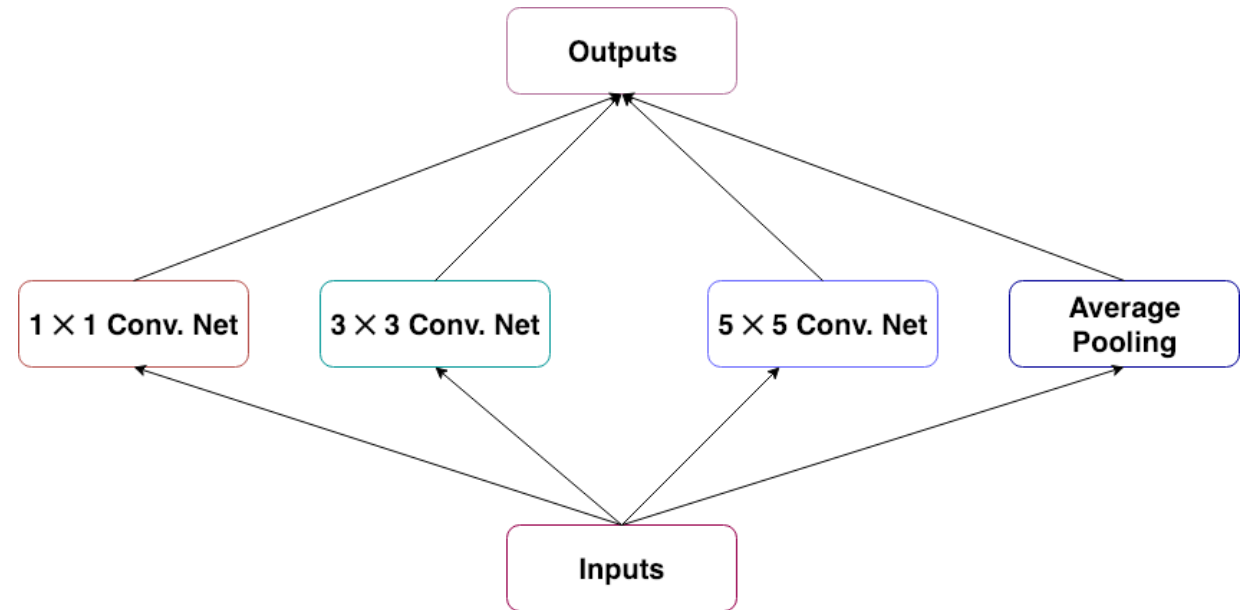 Outputs
1 × 1 Conv. Net
3 × 3 Conv. Net
5 × 5 Conv. Net
Average
Pooling
Inputs